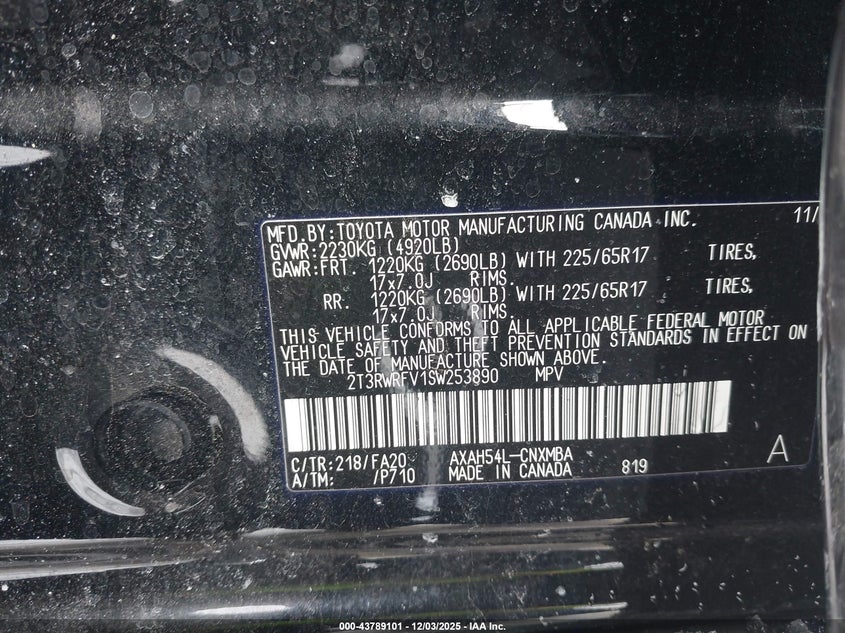 MFD.BY:TOYOTA MOTOR MANUFACTURING CANADA INC. 11/
GVWR:2230KG (4920LB)
GAWR:FRT. 1220KG (2690LB) WITH 225/65R17 TIRES,
17x7.0J RIMS.
RR. 1220KG (2690LB) WITH 225/65R17 TIRES,
17x7.0J RIMS.
THIS VEHICLE CONFORMS TO ALL APPLICABLE FEDERAL MOTOR
VEHICLE SAFETY AND THEFT PREVENTION STANDARDS IN EFFECT ON
THE DATE OF MANUFACTURE SHOWN ABOVE.
2T3RWRFV1SW253890 MPV
C/TR:218/FA20 AXAH54L-CNXMBA A
A/TM: /P710 MADE IN CANADA 819
000-43789101 - 12/03/2025 - IAA Inc.